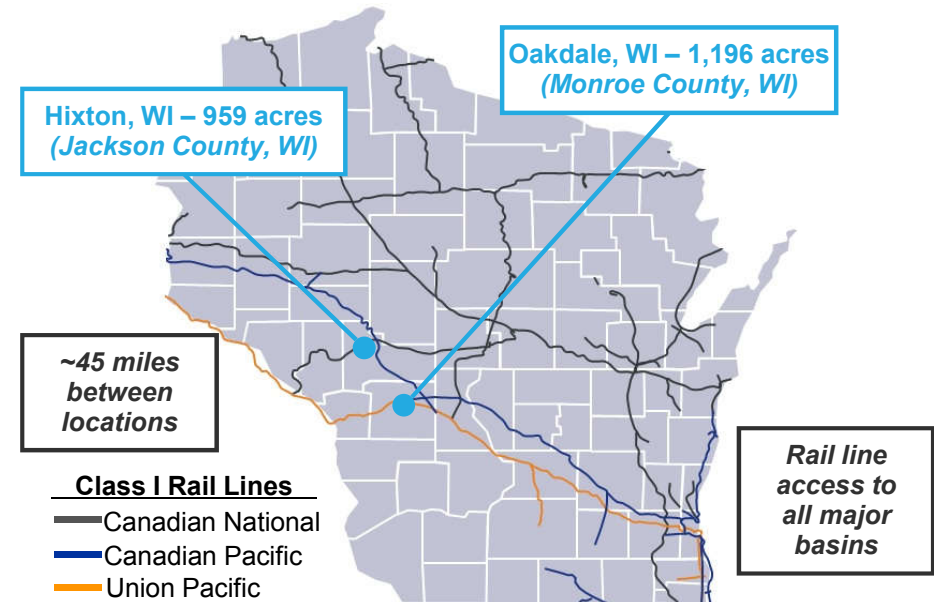 Oakdale, WI – 1,196 acres
(Monroe County, WI)
Hixton, WI – 959 acres
(Jackson County, WI)
~45 miles
between
locations
Rail line
access to
all major
basins
Class I Rail Lines
Canadian National
Canadian Pacific
Union Pacific